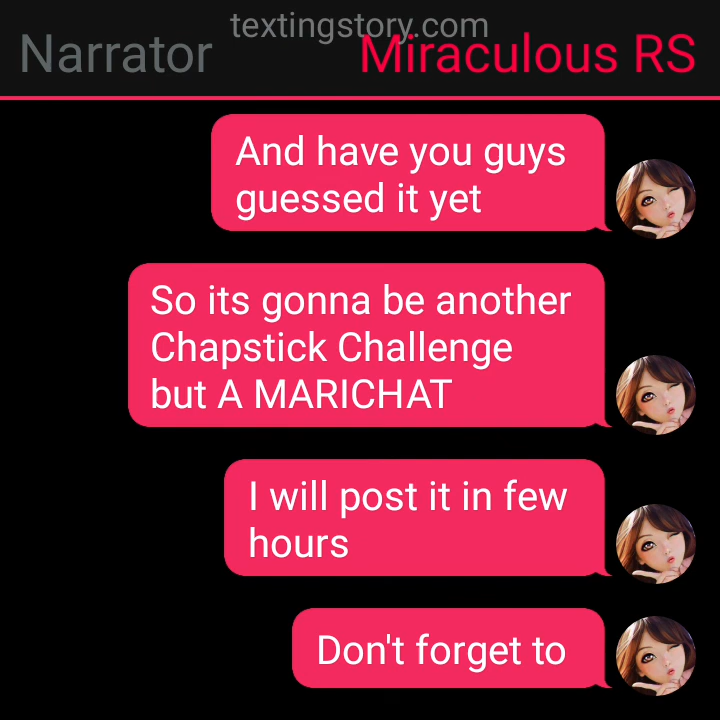 textingstory.com
Narrator
Miraculous RS
And have you guys
guessed it yet
So its gonna be another
Chapstick Challenge
but A MARICHAT
I will post it in few
hours
Don't forget to